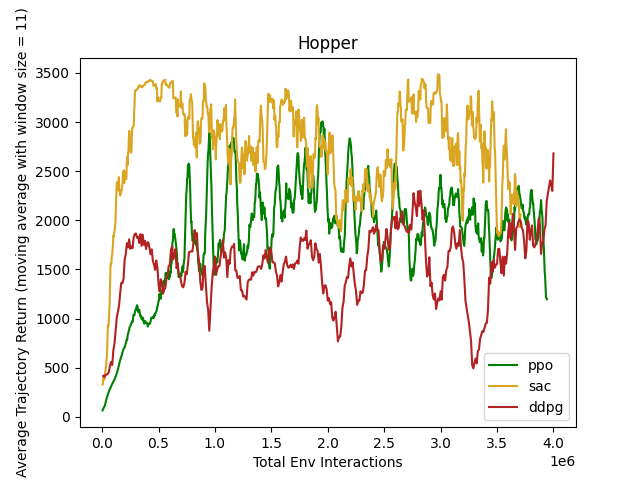 Hopper
Average Trajectory Return (moving average with window size = 11)
3500
3000
2500
2000
1500
1000
500
0
0.0 0.5 1.0 1.5 2.0 2.5 3.0 3.5 4.0
1e6
Total Env Interactions
ppo
sac
ddpg